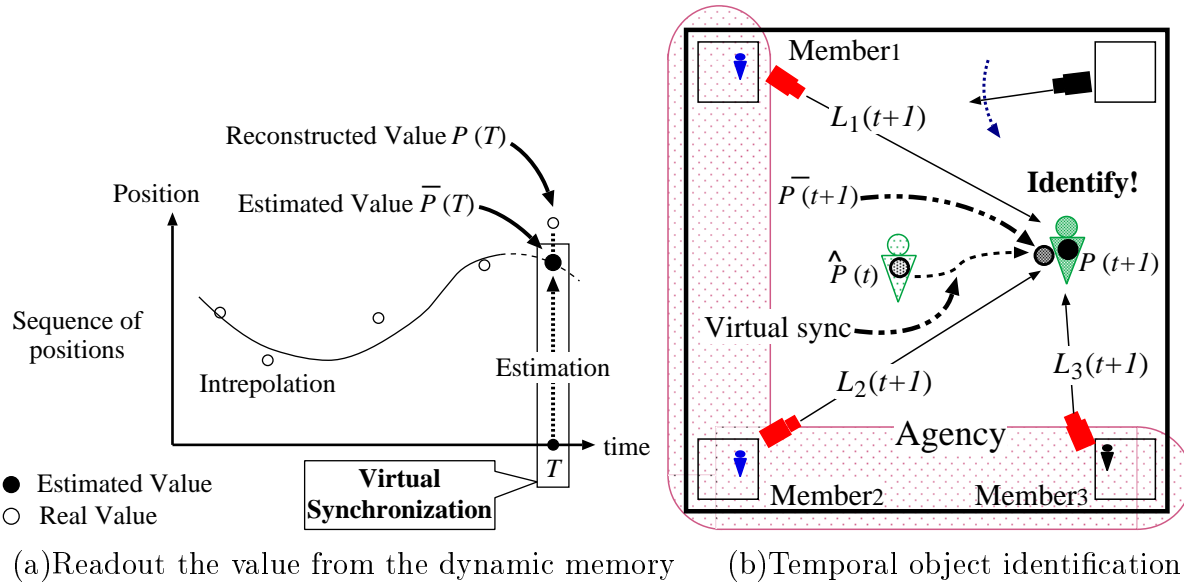 Reconstructed Value P (T)
Position
Estimated Value P̅ (T)
Sequence of
positions
Intrepolation
Estimation
time
T
Virtual
Synchronization
Estimated Value
Real Value
(a)Readout the value from the dynamic memory
Member1
L1(t+1)
Identify!
P̅(t+1)
P̂ (t)
P (t+1)
Virtual sync
L2(t+1)
L3(t+1)
Agency
Member2
Member3
(b)Temporal object identification